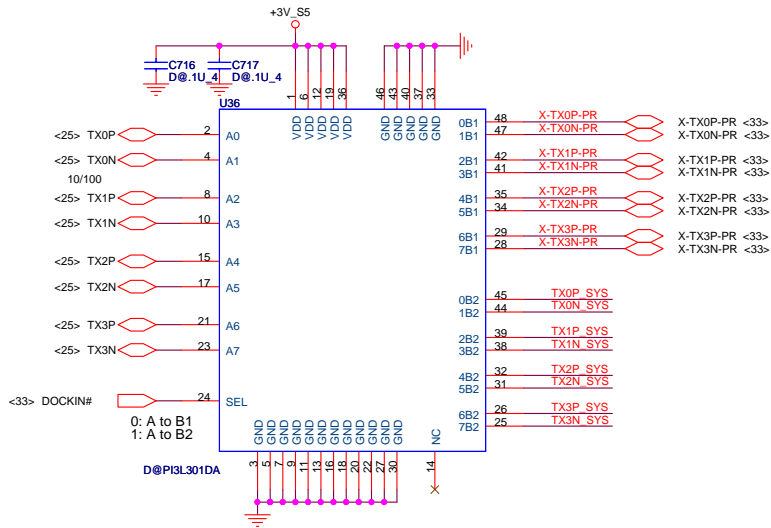 +3V_S5
C716
D@.1U_4
C717
D@.1U_4
U36
1 6 12 19 36 46 43 40 37 33
VDD VDD VDD VDD VDD GND GND GND GND GND
<25> TX0P 2 A0
<25> TX0N 4 A1
10/100
<25> TX1P 8 A2
<25> TX1N 10 A3
<25> TX2P 15 A4
<25> TX2N 17 A5
<25> TX3P 21 A6
<25> TX3N 23 A7
<33> DOCKIN# 24 SEL
0: A to B1
1: A to B2
0B1 48 X-TX0P-PR X-TX0P-PR <33>
1B1 47 X-TX0N-PR X-TX0N-PR <33>
2B1 42 X-TX1P-PR X-TX1P-PR <33>
3B1 41 X-TX1N-PR X-TX1N-PR <33>
4B1 35 X-TX2P-PR X-TX2P-PR <33>
5B1 34 X-TX2N-PR X-TX2N-PR <33>
6B1 29 X-TX3P-PR X-TX3P-PR <33>
7B1 28 X-TX3N-PR X-TX3N-PR <33>
0B2 45 TX0P_SYS
1B2 44 TX0N_SYS
2B2 39 TX1P_SYS
3B2 38 TX1N_SYS
4B2 32 TX2P_SYS
5B2 31 TX2N_SYS
6B2 26 TX3P_SYS
7B2 25 TX3N_SYS
GND GND GND GND GND GND GND GND GND GND GND GND NC
3 5 7 9 11 13 16 18 20 22 27 30 14
D@PI3L301DA